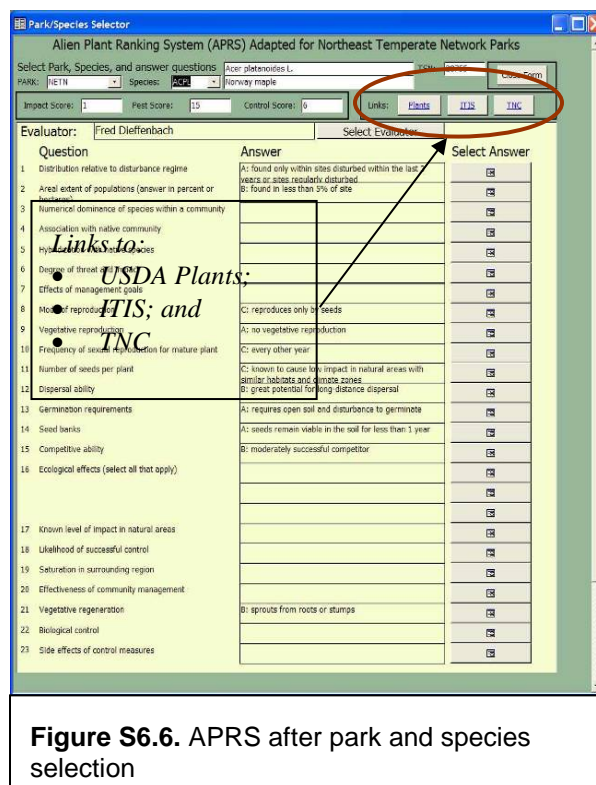 Park/Species Selector
Alien Plant Ranking System (APRS) Adapted for Northeast Temperate Network Parks
Select Park, Species, and answer questions Acer platanoides L. TSN:
PARK: NETN Species: ACPL Norway maple Close Form
Impact Score: 1 Pest Score: 15 Control Score: 6 Links: Plants ITIS TNC
Evaluator: Fred Dieffenbach Select Evaluator
Question Answer Select Answer
1 Distribution relative to disturbance regime A: found only within sites disturbed within the last
years or sites regularly disturbed
2 Areal extent of populations (answer in percent or B: found in less than 5% of site
hectares)
3 Numerical dominance of species within a community
4 Association with native community
Links to:
5 Hybridization with native species
6 Degree of threat and impact
• USDA Plants;
7 Effects of management goals
8 Mode of reproduction C: reproduces only by seeds
• ITIS; and
9 Vegetative reproduction A: no vegetative reproduction
• TNC
10 Frequency of sexual reproduction for mature plant C: every other year
11 Number of seeds per plant C: known to cause low impact in natural areas with
similar habitats and climate zones
12 Dispersal ability B: great potential for long-distance dispersal
13 Germination requirements A: requires open soil and disturbance to germinate
14 Seed banks A: seeds remain viable in the soil for less than 1 year
15 Competitive ability B: moderately successful competitor
16 Ecological effects (select all that apply)
17 Known level of impact in natural areas
18 Likelihood of successful control
19 Saturation in surrounding region
20 Effectiveness of community management
21 Vegetative regeneration B: sprouts from roots or stumps
22 Biological control
23 Side effects of control measures
Figure S6.6. APRS after park and species
selection